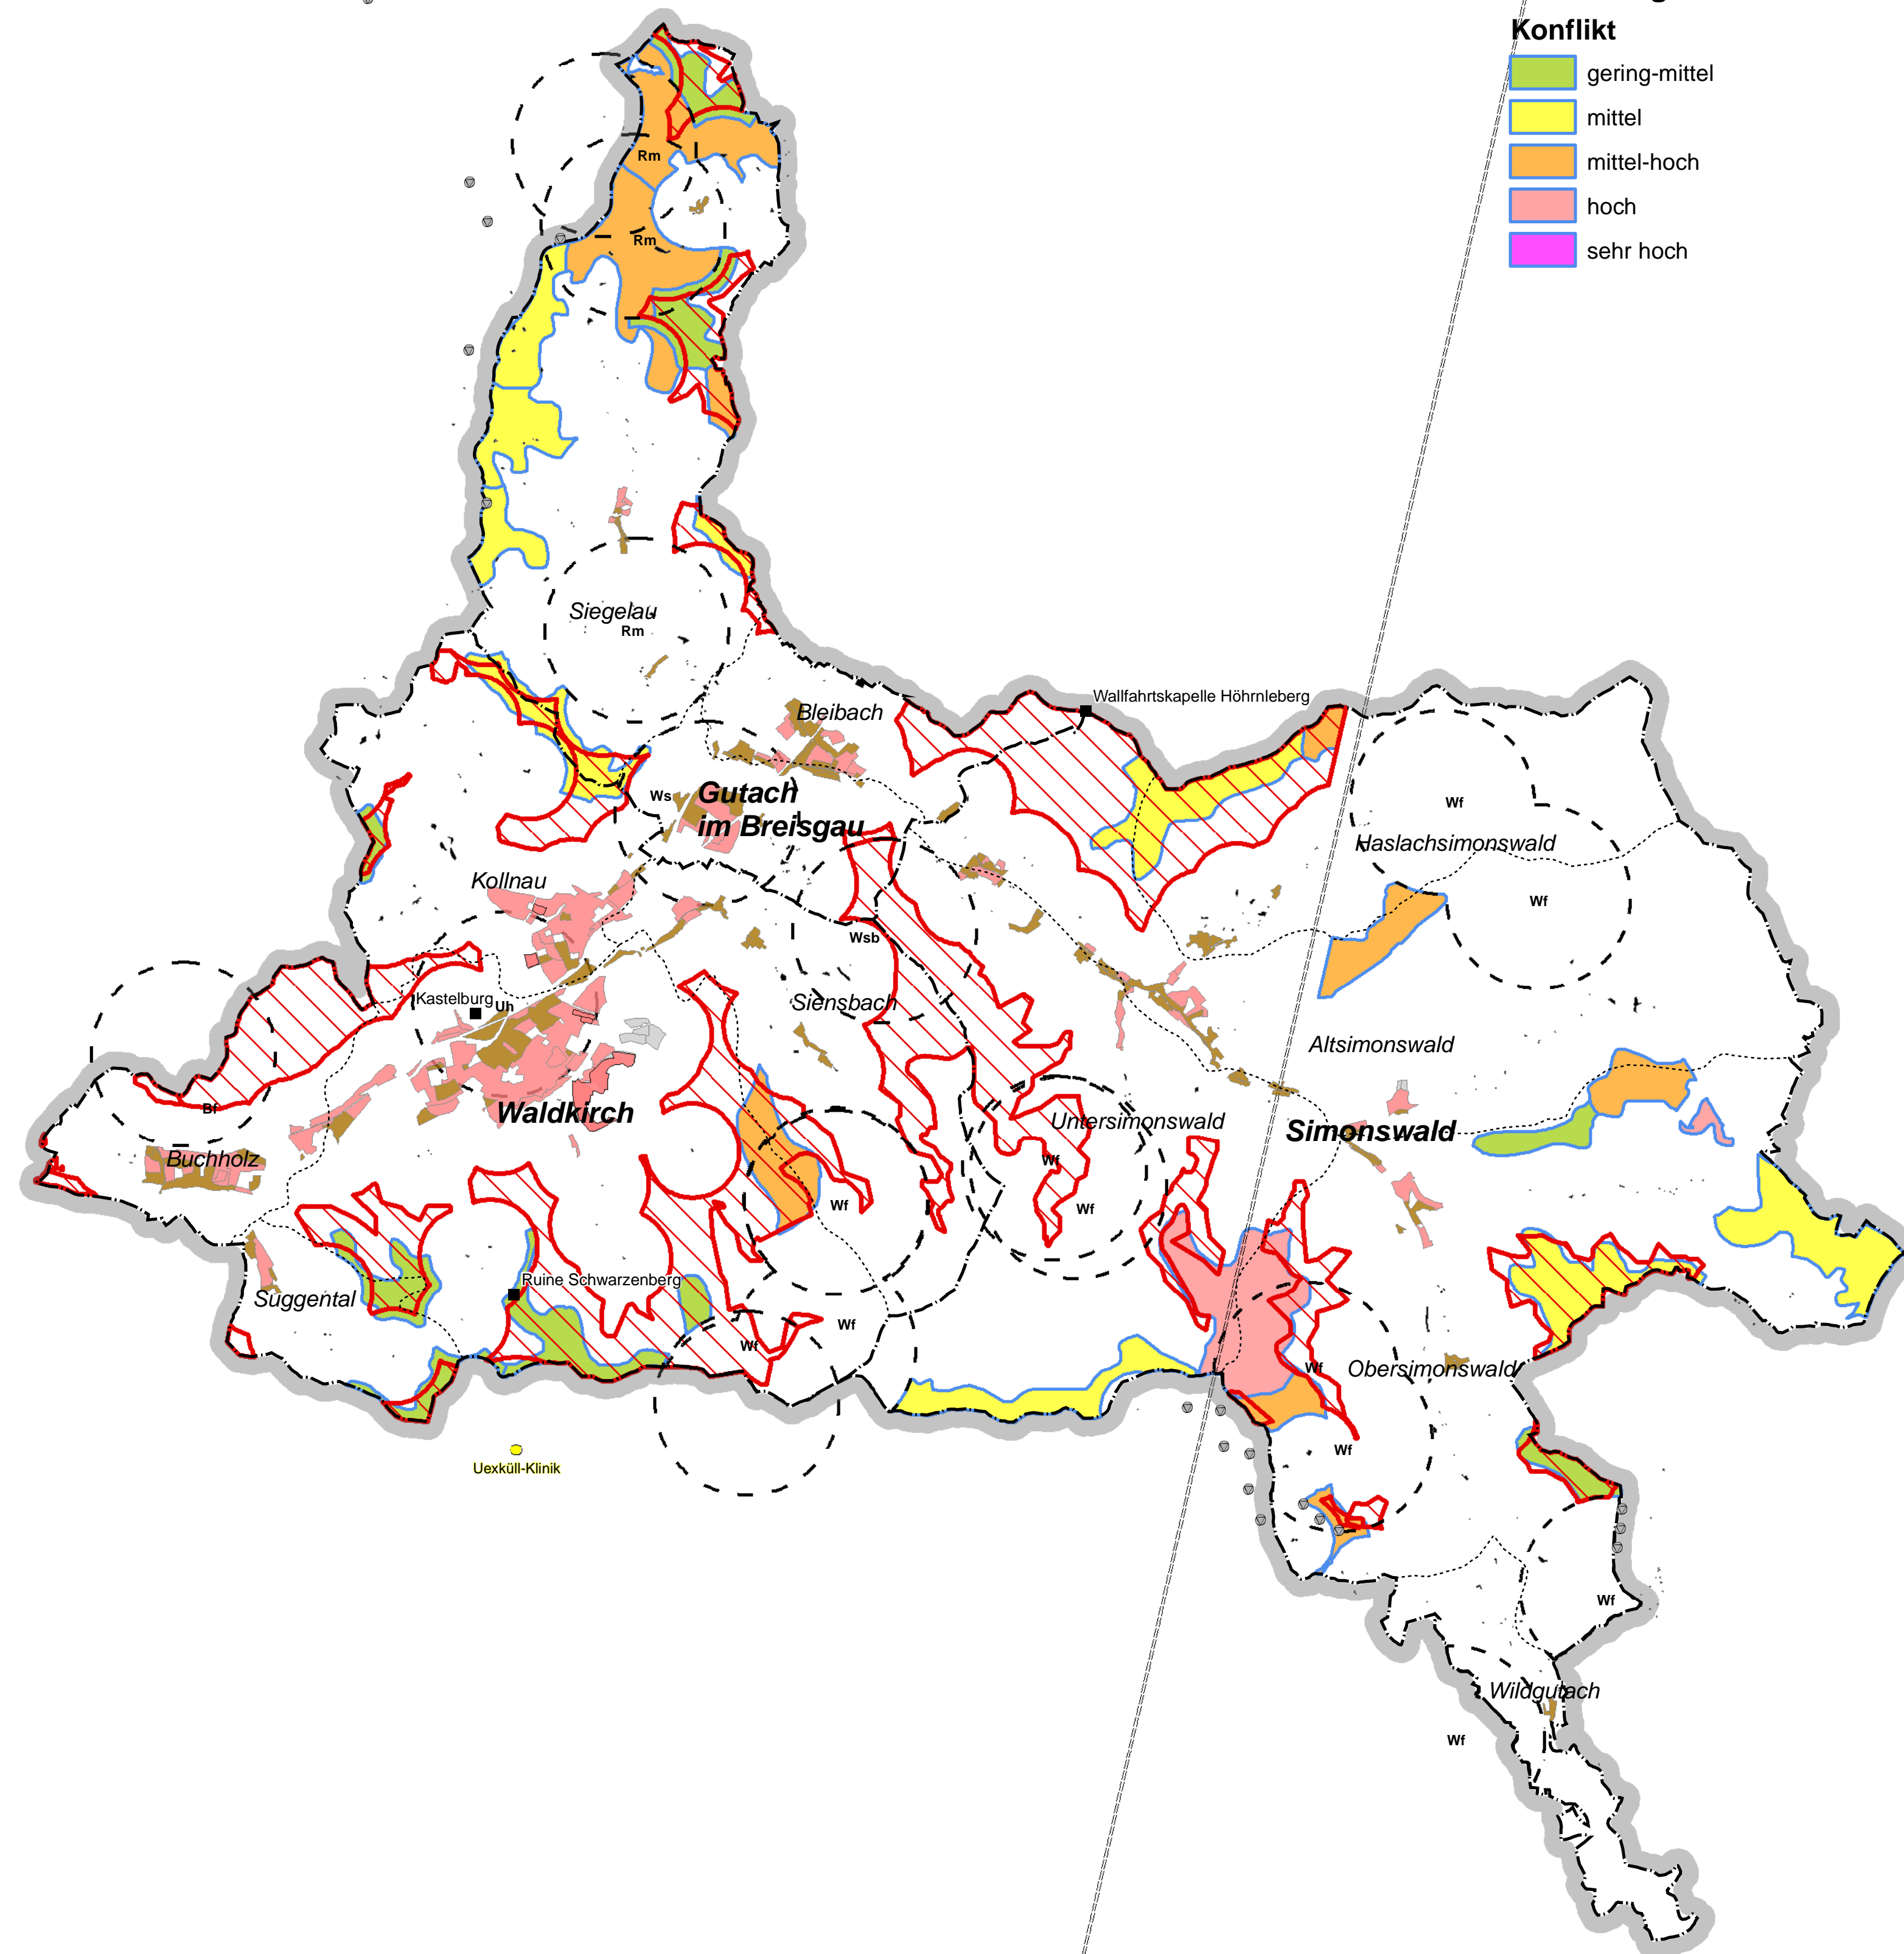 Konflikt
gering-mittel
mittel
mittel-hoch
hoch
sehr hoch
Rm
Rm
Siegelau
Rm
Wallfahrtskapelle Höhrnleberg
Bleibach
Ws
Gutach
im Breisgau
Wf
Haslachsimonswald
Kollnau
Wf
Wsb
Kastelburg
Uh
Siensbach
Altsimonswald
Bf
Waldkirch
Untersimonswald
Simonswald
Buchholz
Wf
Wf
Wf
Ruine Schwarzenberg
Suggental
Wf
Wf
Wf
Obersimonswald
Wf
Uexküll-Klinik
Wf
Wildgutach
Wf